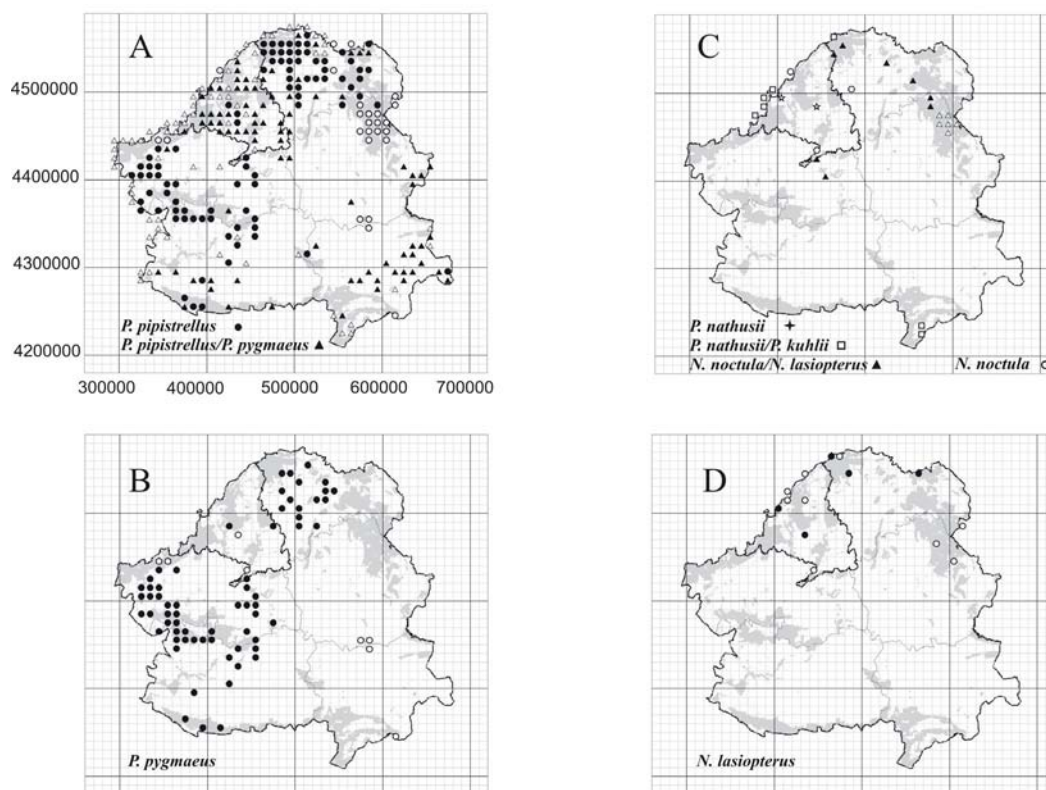 A
C
4500000
4400000
4300000
4200000
P. pipistrellus ●
P. pipistrellus/P. pygmaeus ▲
300000 400000 500000 600000 700000
P. nathusii
P. nathusii/P. kuhlii □
N. noctula/N. lasiopterus ▲ N. noctula ○
B
D
P. pygmaeus
N. lasiopterus